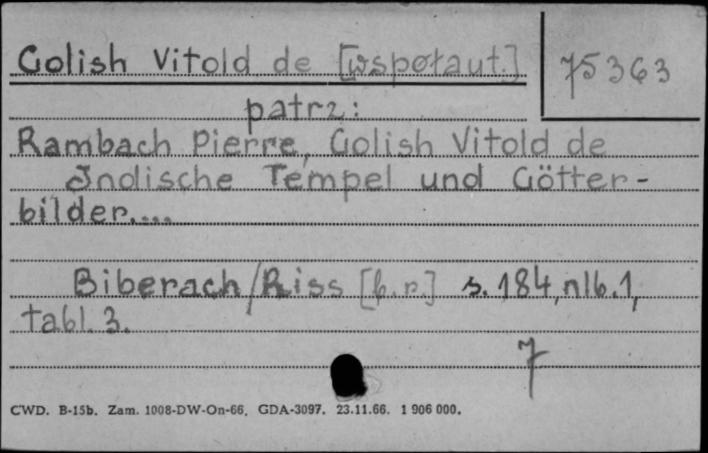 Golish Vitold de [współaut.]
75363
patrz:
Rambach Pierre, Golish Vitold de
Indische Tempel und Götter-
bilder....
Biberach/Riss [b.r.] s. 184, nlb. 1,
tabl. 3.
7
CWD. B-15b. Zam. 1008-DW-On-66, GDA-3097. 23.11.66. 1 906 000.